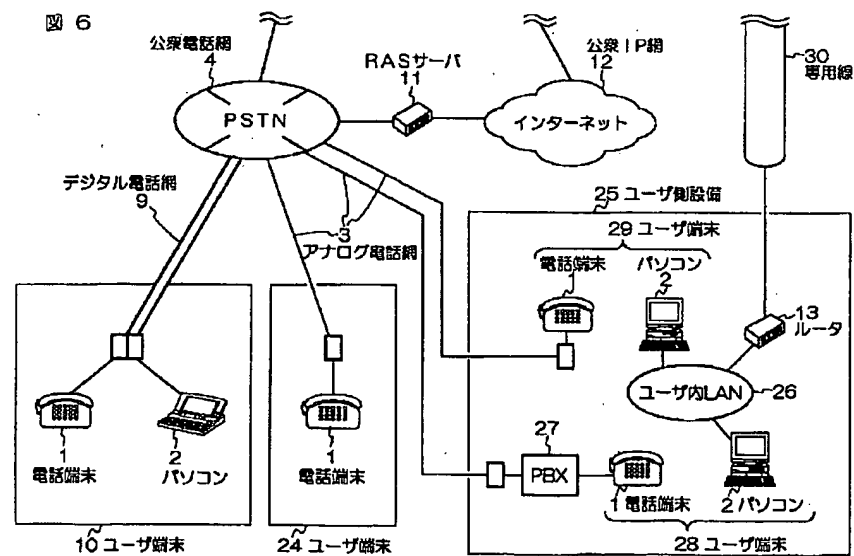 図 6
公衆電話網
4
PSTN
RASサーバ
11
公衆IP網
12
インターネット
30
専用線
デジタル電話網
9
3
アナログ電話網
25 ユーザ側設備
29 ユーザ端末
電話端末
1
パソコン
2
13
ルータ
ユーザ内LAN
26
27
PBX
1 電話端末
2 パソコン
28 ユーザ端末
1
電話端末
2
パソコン
10 ユーザ端末
1
電話端末
24 ユーザ端末